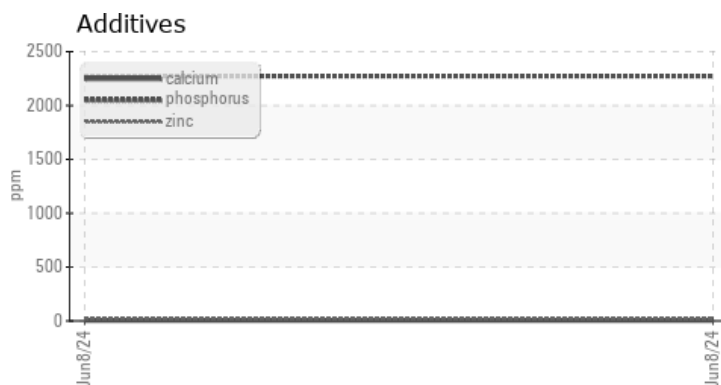 Additives
2500
2000
1500
1000
500
0
ppm
calcium
phosphorus
zinc
Jun8/24
Jun8/24